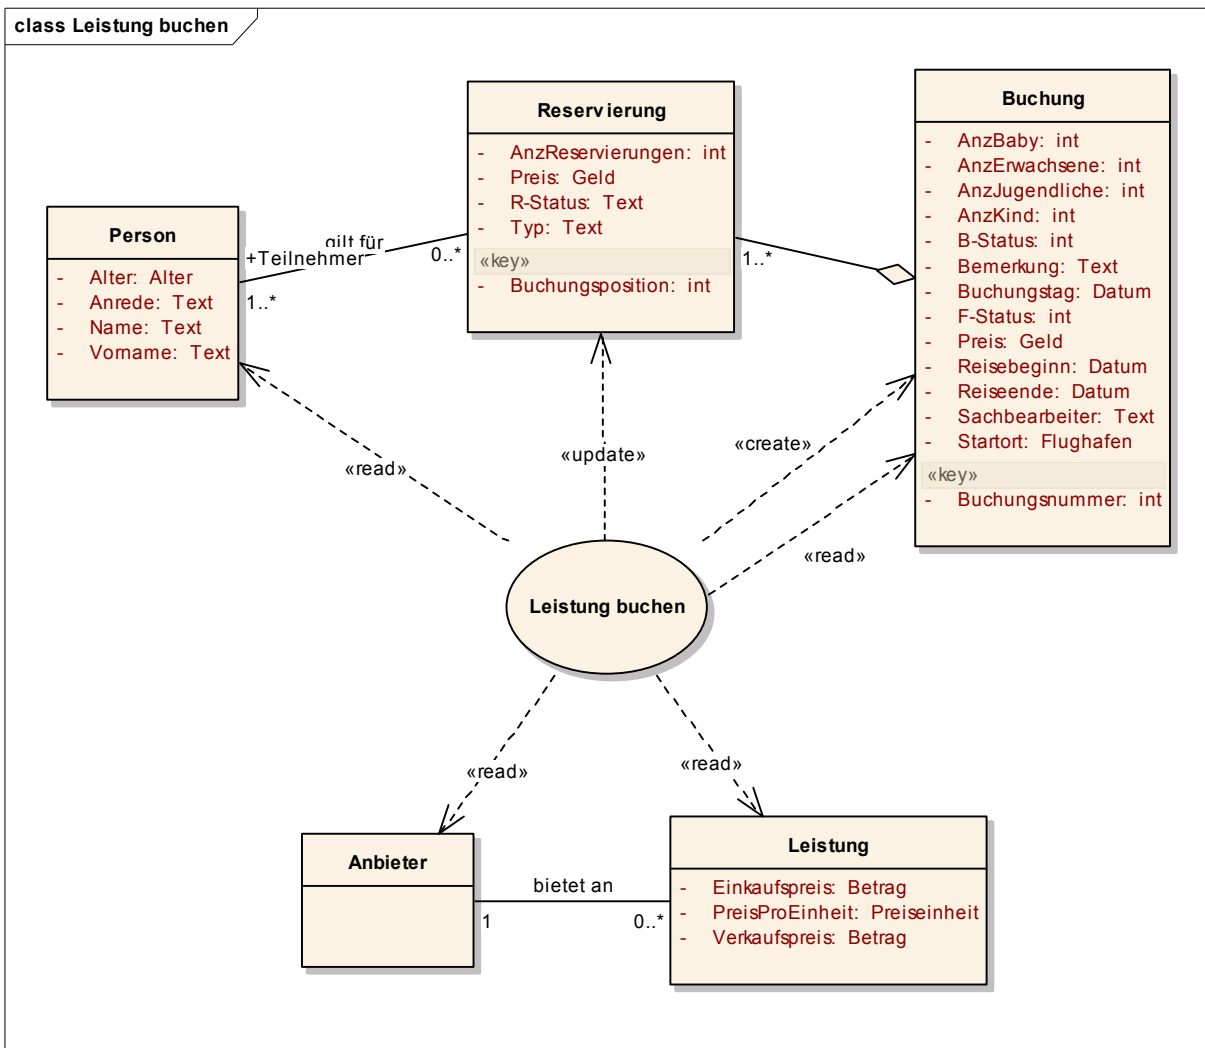 class Leistung buchen
Reservierung
- AnzReservierungen: int
- Preis: Geld
- R-Status: Text
- Typ: Text
«key»
- Buchungsposition: int
Buchung
- AnzBaby: int
- AnzErwachsene: int
- AnzJugendliche: int
- AnzKind: int
- B-Status: int
- Bemerkung: Text
- Buchungstag: Datum
- F-Status: int
- Preis: Geld
- Reisebeginn: Datum
- Reiseende: Datum
- Sachbearbeiter: Text
- Startort: Flughafen
«key»
- Buchungsnummer: int
Person
- Alter: Alter
- Anrede: Text
- Name: Text
- Vorname: Text
gilt für
+Teilnehmer
1..*
0..*
1..*
«read»
«update»
«create»
«read»
Leistung buchen
«read»
«read»
Anbieter
bietet an
1
0..*
Leistung
- Einkaufspreis: Betrag
- PreisProEinheit: Preiseinheit
- Verkaufspreis: Betrag